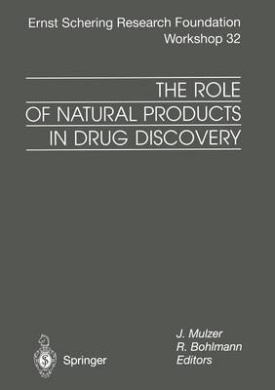 Ernst Schering Research Foundation
Workshop 32
THE ROLE
OF NATURAL PRODUCTS
IN DRUG DISCOVERY
J. Mulzer
R. Bohlmann
Editors
Springer